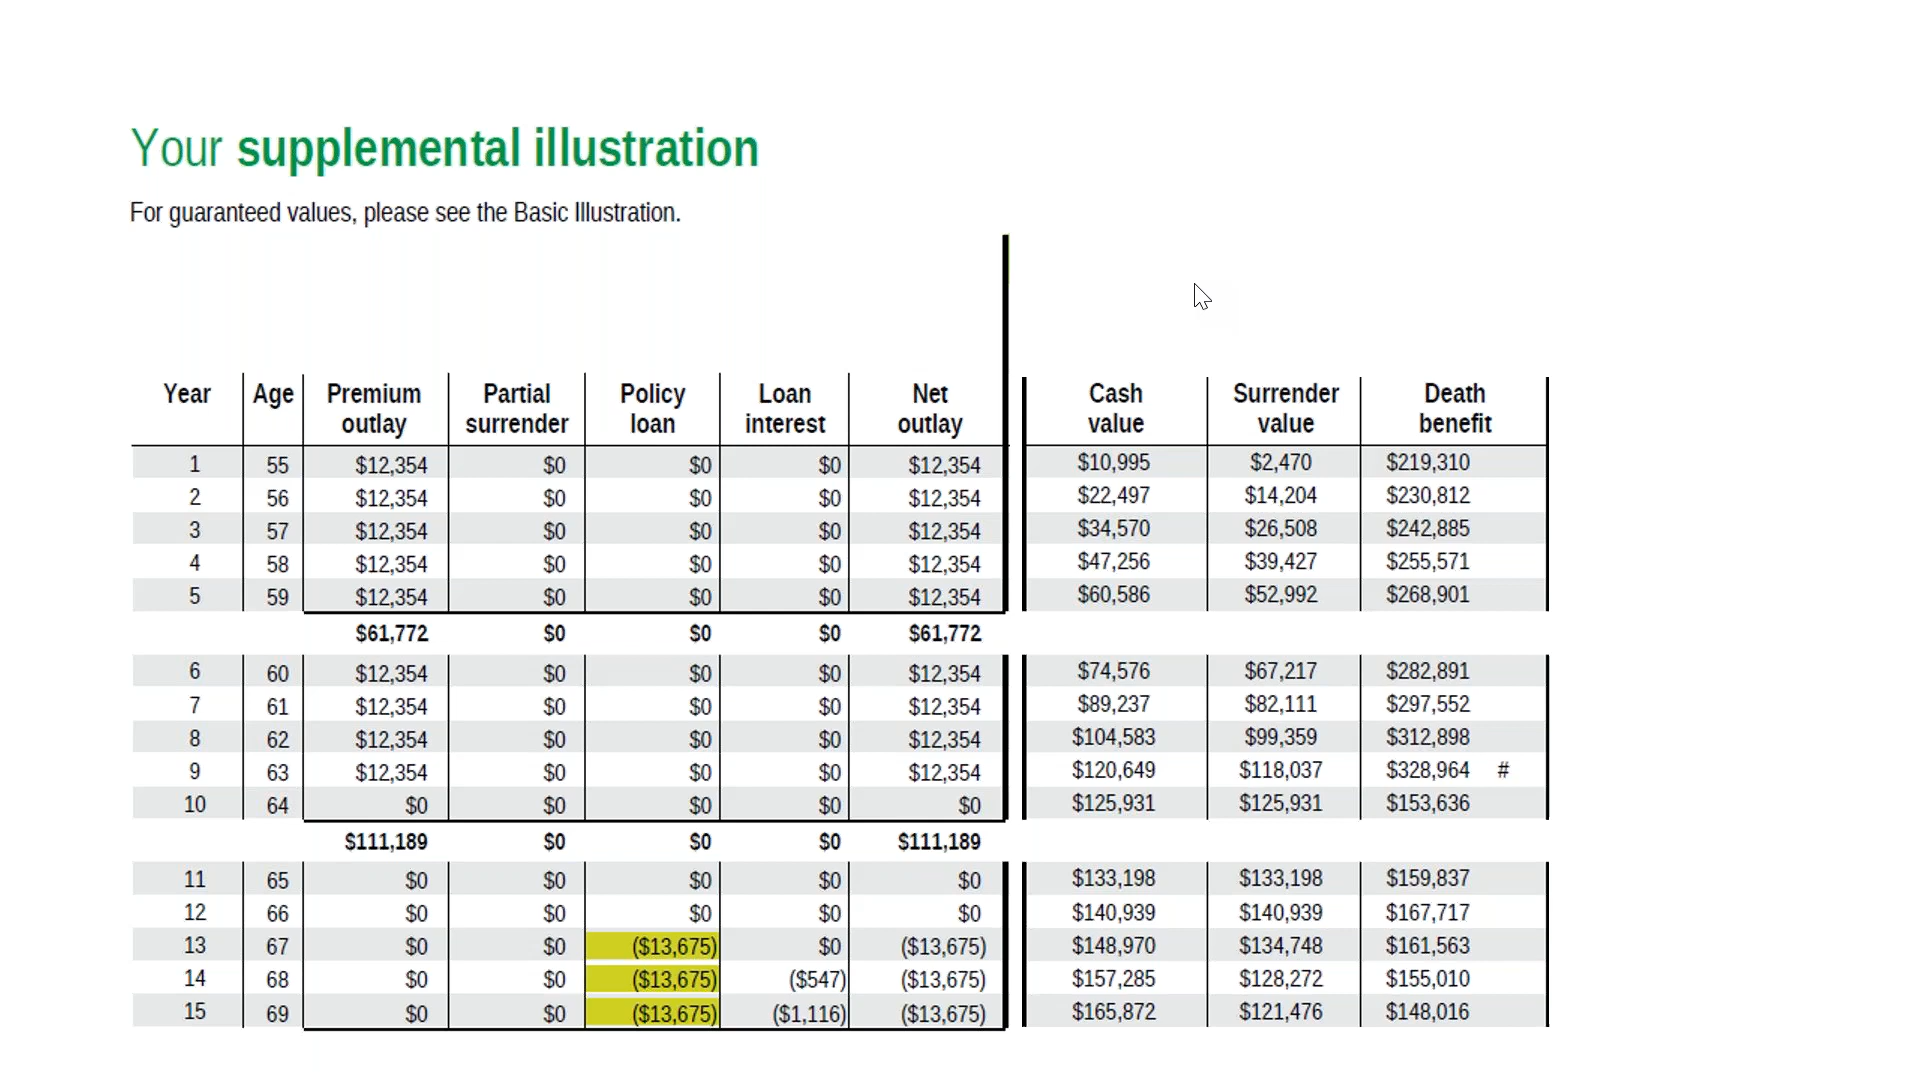 Your supplemental illustration
For guaranteed values, please see the Basic Illustration.
Year Age Premium outlay Partial surrender Policy loan Loan interest Net outlay Cash value Surrender value Death benefit
1 55 $12,354 $0 $0 $0 $12,354 $10,995 $2,470 $219,310
2 56 $12,354 $0 $0 $0 $12,354 $22,497 $14,204 $230,812
3 57 $12,354 $0 $0 $0 $12,354 $34,570 $26,508 $242,885
4 58 $12,354 $0 $0 $0 $12,354 $47,256 $39,427 $255,571
5 59 $12,354 $0 $0 $0 $12,354 $60,586 $52,992 $268,901
$61,772 $0 $0 $0 $61,772
6 60 $12,354 $0 $0 $0 $12,354 $74,576 $67,217 $282,891
7 61 $12,354 $0 $0 $0 $12,354 $89,237 $82,111 $297,552
8 62 $12,354 $0 $0 $0 $12,354 $104,583 $99,359 $312,898
9 63 $12,354 $0 $0 $0 $12,354 $120,649 $118,037 $328,964 #
10 64 $0 $0 $0 $0 $0 $125,931 $125,931 $153,636
$111,189 $0 $0 $0 $111,189
11 65 $0 $0 $0 $0 $0 $133,198 $133,198 $159,837
12 66 $0 $0 $0 $0 $0 $140,939 $140,939 $167,717
13 67 $0 $0 ($13,675) $0 ($13,675) $148,970 $134,748 $161,563
14 68 $0 $0 ($13,675) ($547) ($13,675) $157,285 $128,272 $155,010
15 69 $0 $0 ($13,675) ($1,116) ($13,675) $165,872 $121,476 $148,016